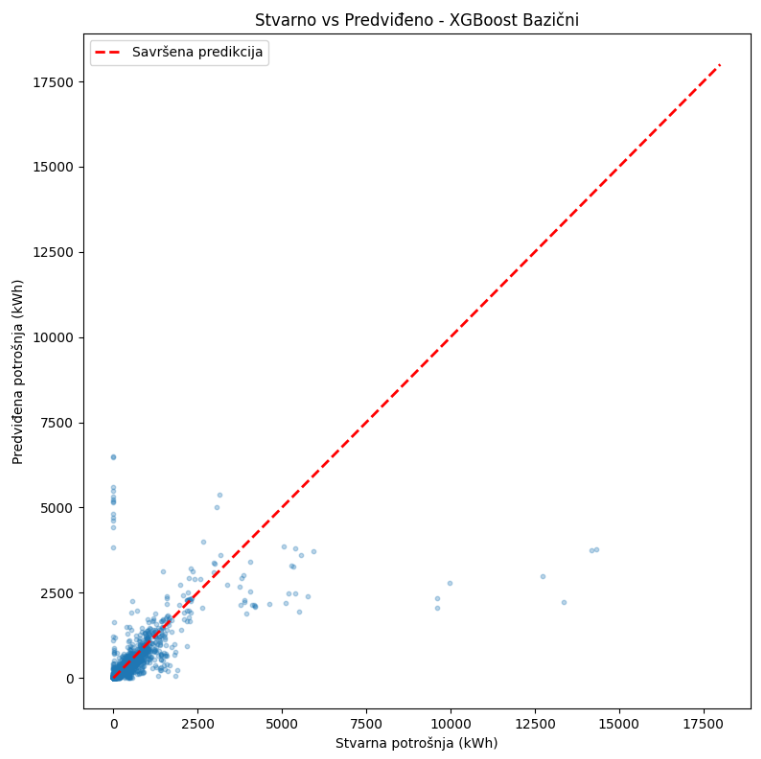 Stvarno vs Predviđeno - XGBoost Bazični
Savršena predikcija
17500
15000
12500
10000
7500
5000
2500
0
Predviđena potrošnja (kWh)
0 2500 5000 7500 10000 12500 15000 17500
Stvarna potrošnja (kWh)